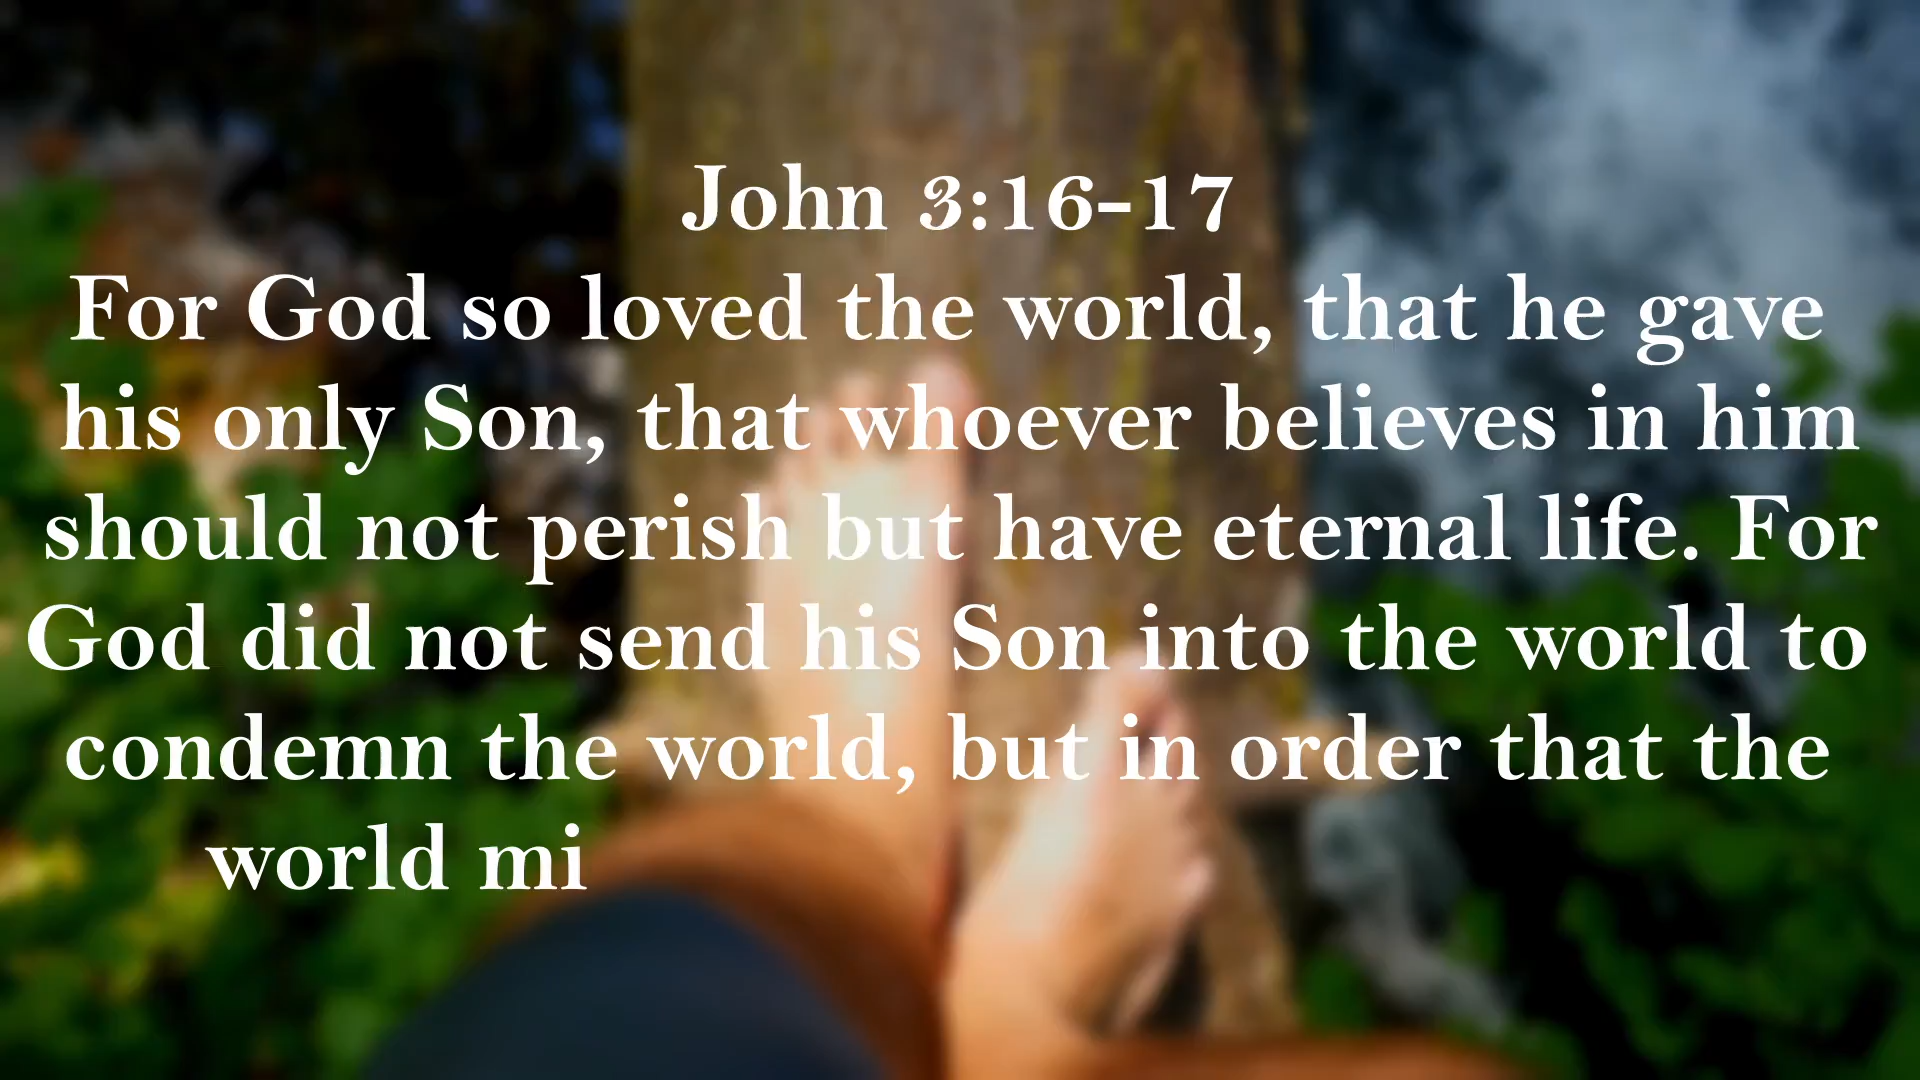 John 3:16-17
For God so loved the world, that he gave
his only Son, that whoever believes in him
should not perish but have eternal life. For
God did not send his Son into the world to
condemn the world, but in order that the
world mi